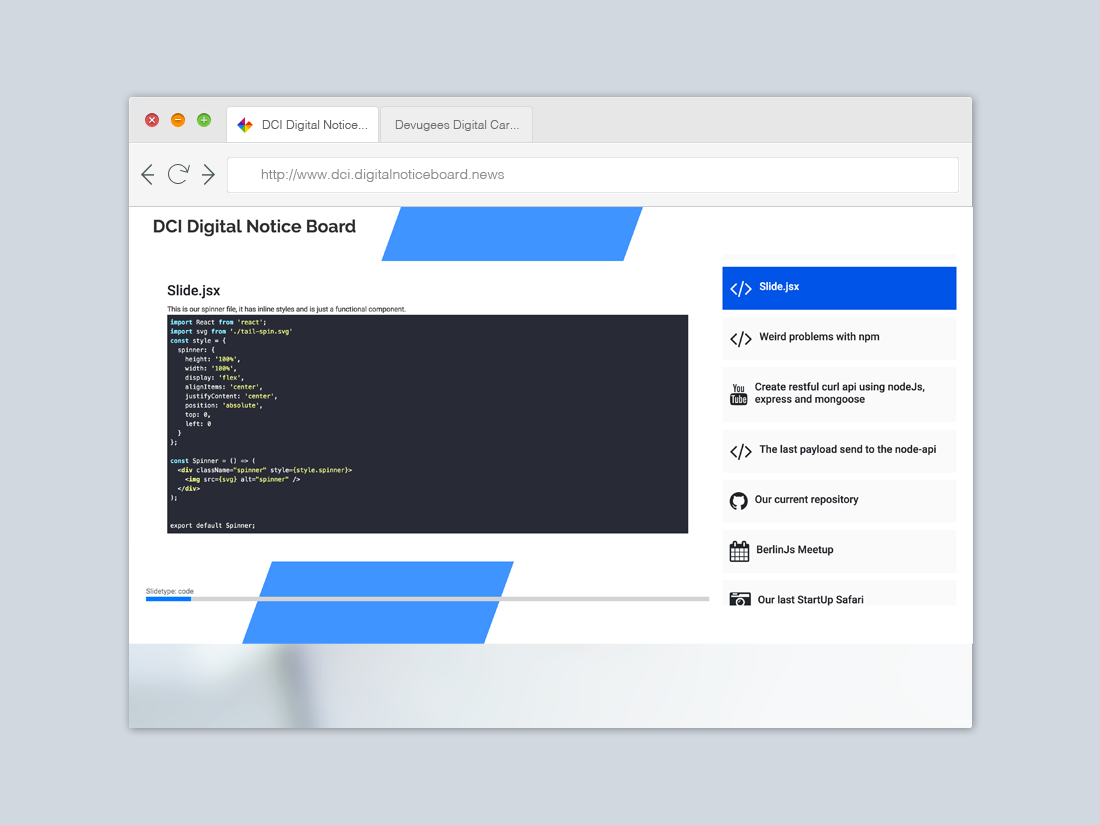 DCI Digital Notice...
Devugees Digital Car...
http://www.dci.digitalnoticeboard.news
DCI Digital Notice Board
Slide.jsx
This is our spinner file, it has inline styles and is just a functional component.
import React from 'react';
import svg from './tail-spin.svg'
const style = {
spinner: {
height: '100%',
width: '100%',
display: 'flex',
alignItems: 'center',
justifyContent: 'center',
position: 'absolute',
top: 0,
left: 0
}
};
const Spinner = () => (
<div className="spinner" style={style.spinner}>
<img src={svg} alt="spinner" />
</div>
);
export default Spinner;
Slidetype: code
Slide.jsx
Weird problems with npm
You
Tube
Create restful curl api using nodeJs,
express and mongoose
The last payload send to the node-api
Our current repository
BerlinJs Meetup
Our last StartUp Safari